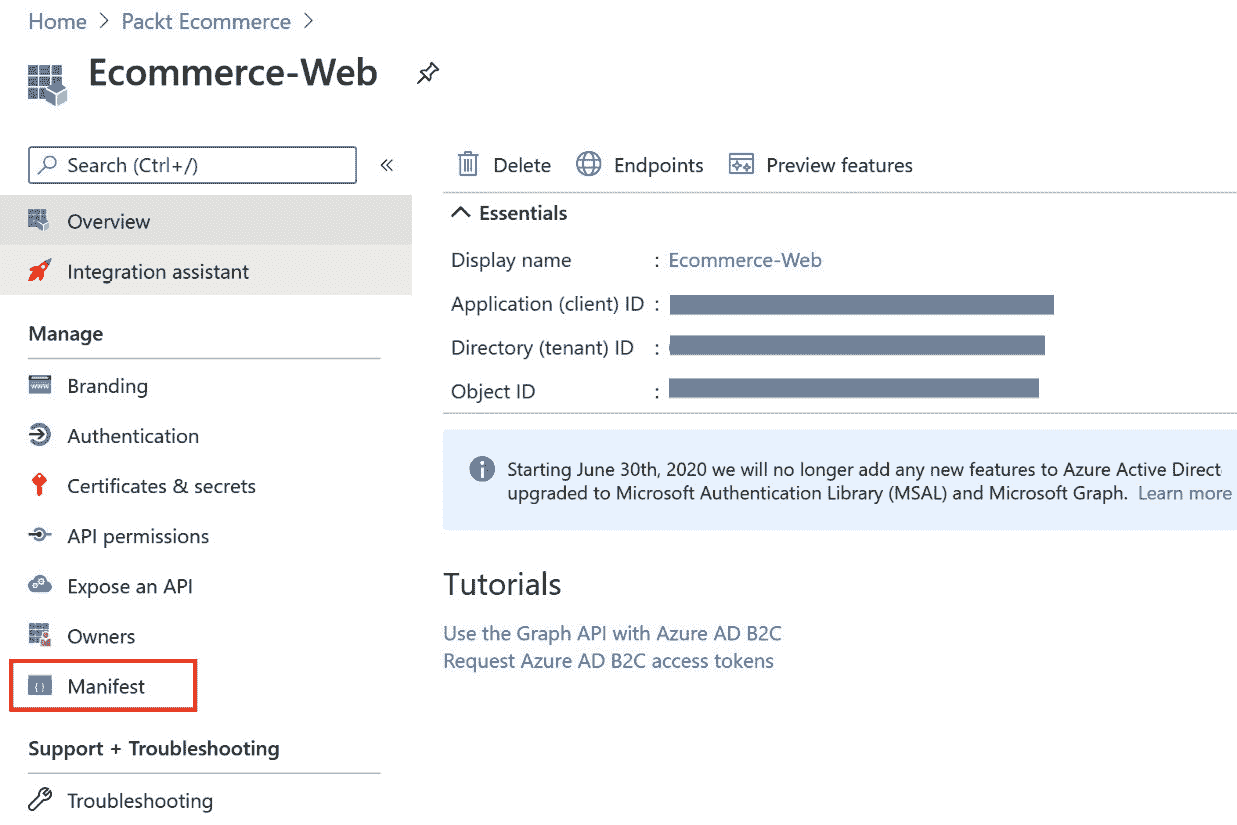 Home > Packt Ecommerce >
Ecommerce-Web
Search (Ctrl+/)
«
Overview
Integration assistant
Manage
Branding
Authentication
Certificates & secrets
API permissions
Expose an API
Owners
Manifest
Support + Troubleshooting
Troubleshooting
Delete Endpoints Preview features
Essentials
Display name : Ecommerce-Web
Application (client) ID :
Directory (tenant) ID :
Object ID :
Starting June 30th, 2020 we will no longer add any new features to Azure Active Direct
upgraded to Microsoft Authentication Library (MSAL) and Microsoft Graph. Learn more
Tutorials
Use the Graph API with Azure AD B2C
Request Azure AD B2C access tokens